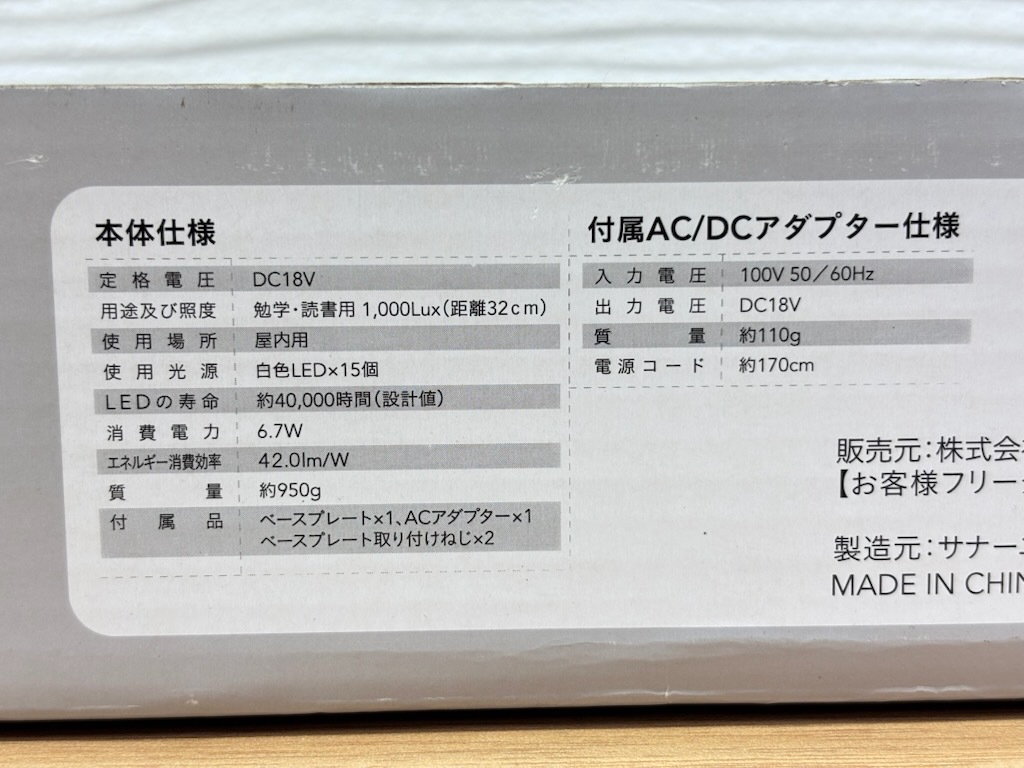 本体仕様
定格電圧 DC18V
用途及び照度 勉学・読書用 1,000Lux(距離32cm)
使用場所 屋内用
使用光源 白色LED×15個
LEDの寿命 約40,000時間(設計値)
消費電力 6.7W
エネルギー消費効率 42.0lm/W
質量 約950g
付属品 ベースプレート×1、ACアダプター×1
ベースプレート取り付けねじ×2
付属AC/DCアダプター仕様
入力電圧 100V 50/60Hz
出力電圧 DC18V
質量 約110g
電源コード 約170cm
販売元:株式会
【お客様フリー
製造元:サナー
MADE IN CHIN